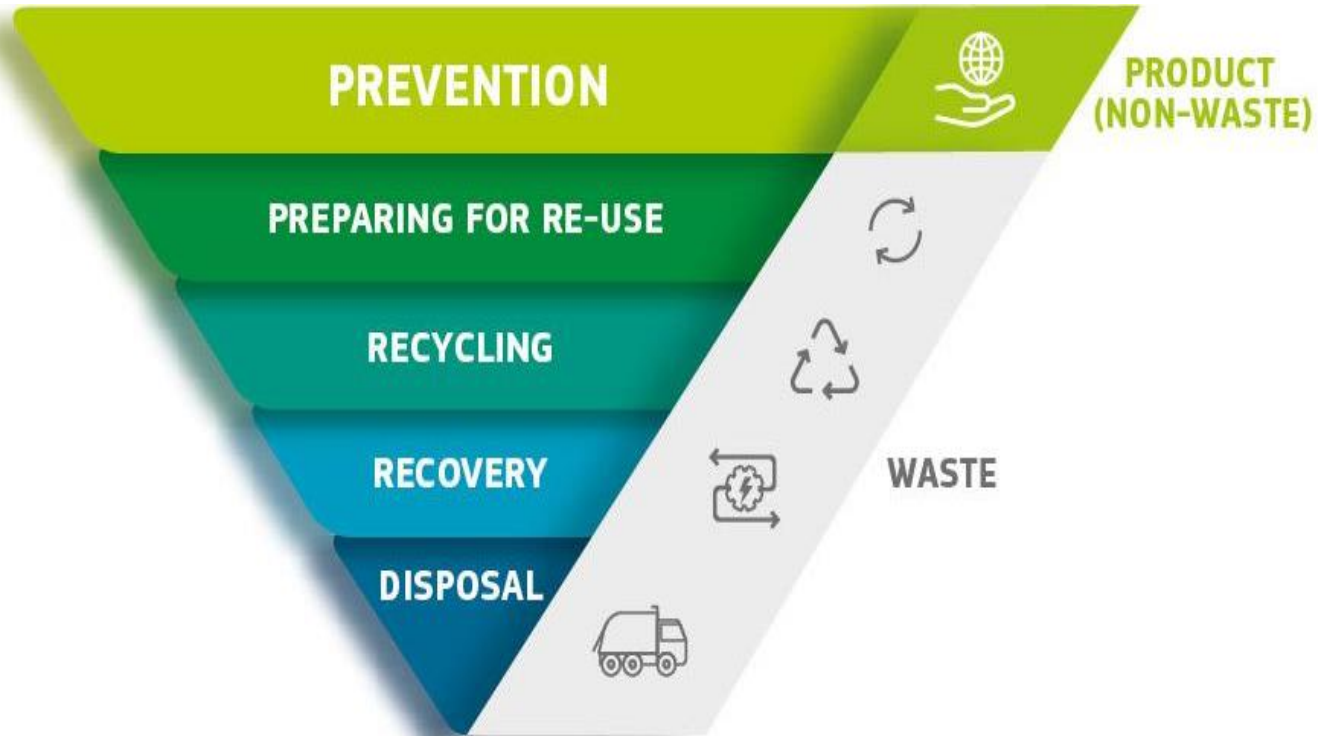 PREVENTION
PRODUCT
(NON-WASTE)
PREPARING FOR RE-USE
RECYCLING
RECOVERY
WASTE
DISPOSAL